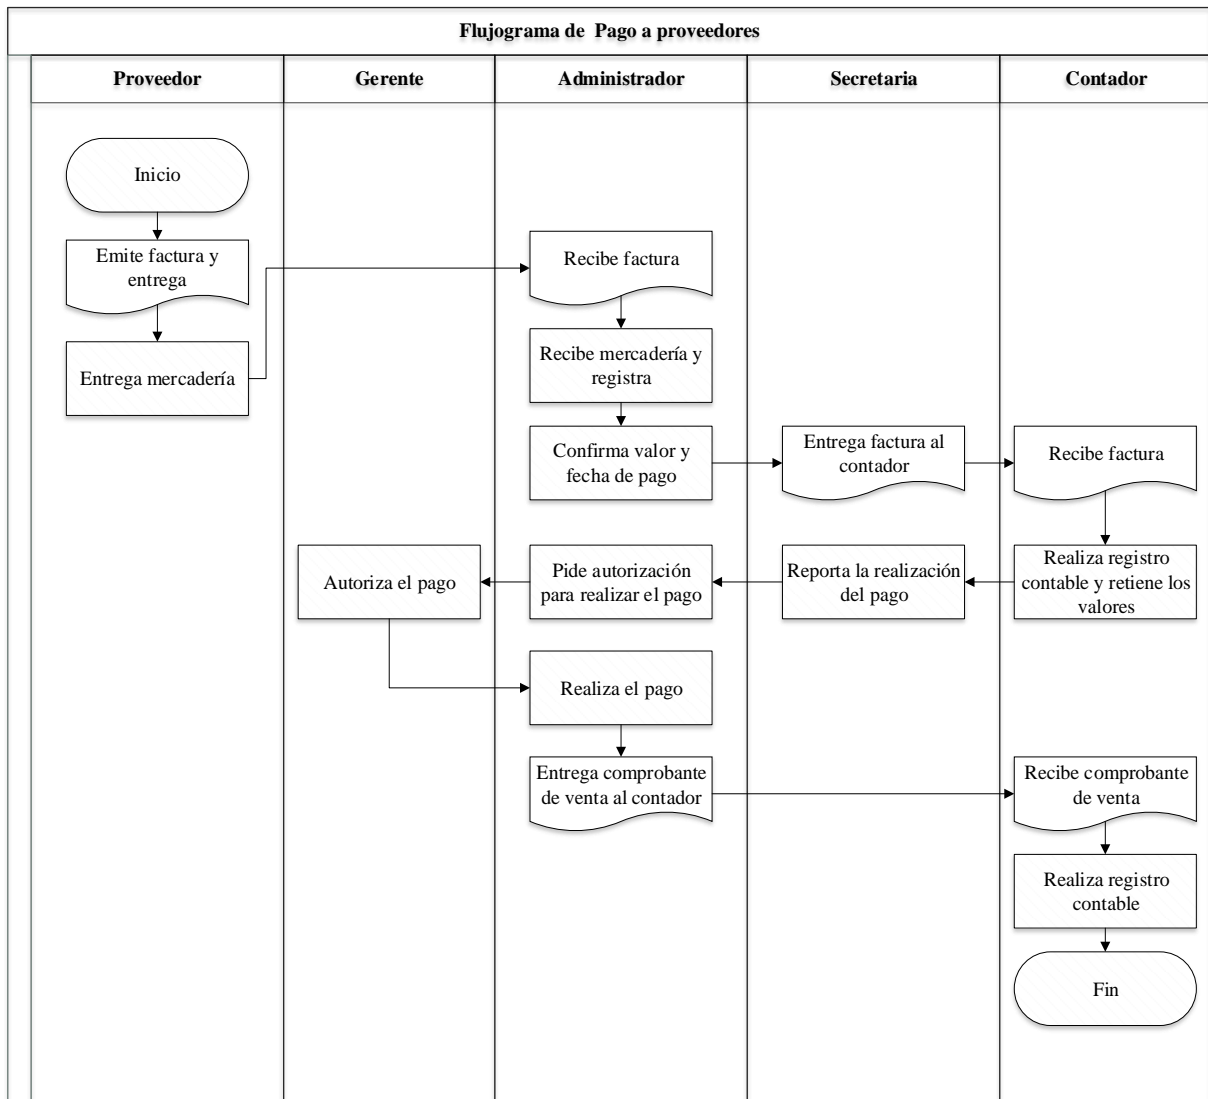 Flujograma de Pago a proveedores
Proveedor
Gerente
Administrador
Secretaria
Contador
Inicio
Emite factura y
entrega
Entrega mercadería
Recibe factura
Recibe mercadería y
registra
Confirma valor y
fecha de pago
Entrega factura al
contador
Recibe factura
Realiza registro
contable y retiene los
valores
Reporta la realización
del pago
Pide autorización
para realizar el pago
Autoriza el pago
Realiza el pago
Entrega comprobante
de venta al contador
Recibe comprobante
de venta
Realiza registro
contable
Fin